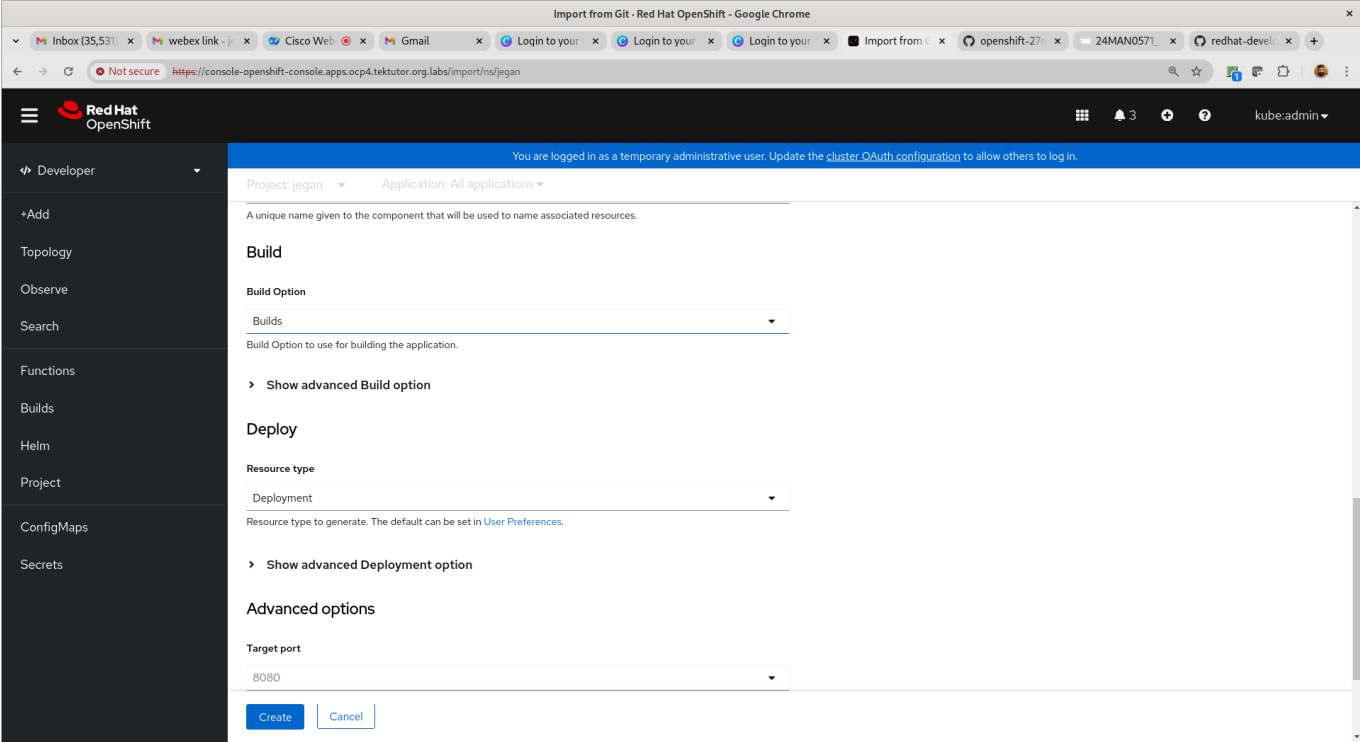 Import from Git · Red Hat OpenShift - Google Chrome
Inbox (35,531) webex link - je Cisco Web Gmail Login to your Login to your Login to your Import from openshift-27 24MAN0571_ redhat-develo
Not secure https://console-openshift-console.apps.ocp4.tektutor.org.labs/import/ns/jegan
1
Red Hat
OpenShift
3
kube:admin
You are logged in as a temporary administrative user. Update the cluster OAuth configuration to allow others to log in.
Developer
Project: jegan Application: All applications
+Add
Topology
Observe
Search
Functions
Builds
Helm
Project
ConfigMaps
Secrets
A unique name given to the component that will be used to name associated resources.
Build
Build Option
Builds
Build Option to use for building the application.
Show advanced Build option
Deploy
Resource type
Deployment
Resource type to generate. The default can be set in User Preferences.
Show advanced Deployment option
Advanced options
Target port
8080
Create Cancel